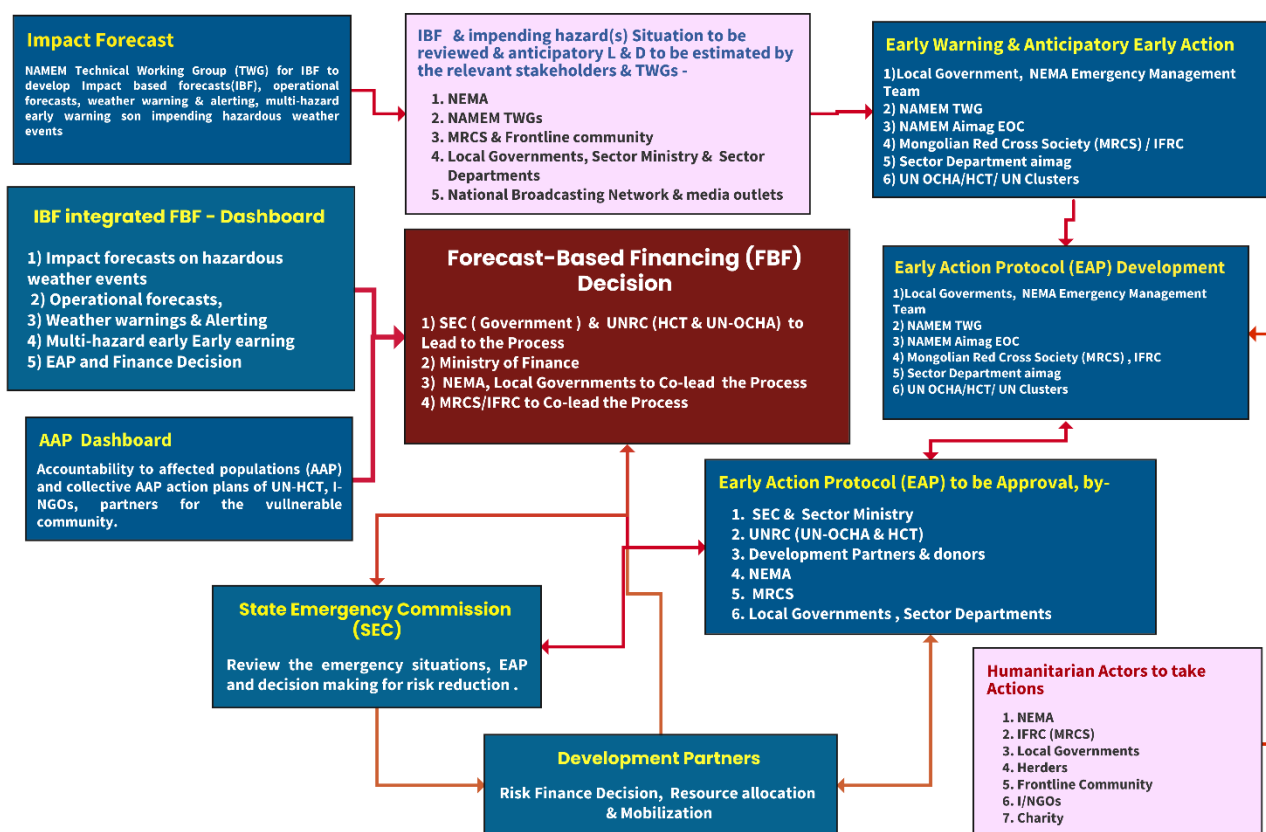 Impact Forecast
NAMEM Technical Working Group (TWG) for IBF to
develop Impact based forecasts(IBF), operational
forecasts, weather warning & alerting, multi-hazard
early warning son impending hazardous weather
events
IBF & impending hazard(s) Situation to be
reviewed & anticipatory L & D to be estimated by
the relevant stakeholders & TWGs -
1. NEMA
2. NAMEM TWGs
3. MRCS & Frontline community
4. Local Governments, Sector Ministry & Sector
Departments
5. National Broadcasting Network & media outlets
Early Warning & Anticipatory Early Action
1)Local Government, NEMA Emergency Management
Team
2) NAMEM TWG
3) NAMEM Aimag EOC
4) Mongolian Red Cross Society (MRCS) / IFRC
5) Sector Department aimag
6) UN OCHA/HCT/ UN Clusters
IBF integrated FBF - Dashboard
1) Impact forecasts on hazardous
weather events
2) Operational forecasts,
3) Weather warnings & Alerting
4) Multi-hazard early Early earning
5) EAP and Finance Decision
Forecast-Based Financing (FBF)
Decision
1) SEC ( Government ) & UNRC (HCT & UN-OCHA) to
Lead to the Process
2) Ministry of Finance
3) NEMA, Local Governments to Co-lead the Process
4) MRCS/IFRC to Co-lead the Process
Early Action Protocol (EAP) Development
1)Local Goverments, NEMA Emergency Management
Team
2) NAMEM TWG
3) NAMEM Aimag EOC
4) Mongolian Red Cross Society (MRCS) , IFRC
5) Sector Department aimag
6) UN OCHA/HCT/ UN Clusters
AAP Dashboard
Accountability to affected populations (AAP)
and collective AAP action plans of UN-HCT, I-
NGOs, partners for the vullnerable
community.
Early Action Protocol (EAP) to be Approval, by-
1. SEC & Sector Ministry
2. UNRC (UN-OCHA & HCT)
3. Development Partners & donors
4. NEMA
5. MRCS
6. Local Governments , Sector Departments
State Emergency Commission
(SEC)
Review the emergency situations, EAP
and decision making for risk reduction .
Humanitarian Actors to take
Actions
1. NEMA
2. IFRC (MRCS)
3. Local Governments
4. Herders
5. Frontline Community
6. I/NGOs
7. Charity
Development Partners
Risk Finance Decision, Resource allocation
& Mobilization